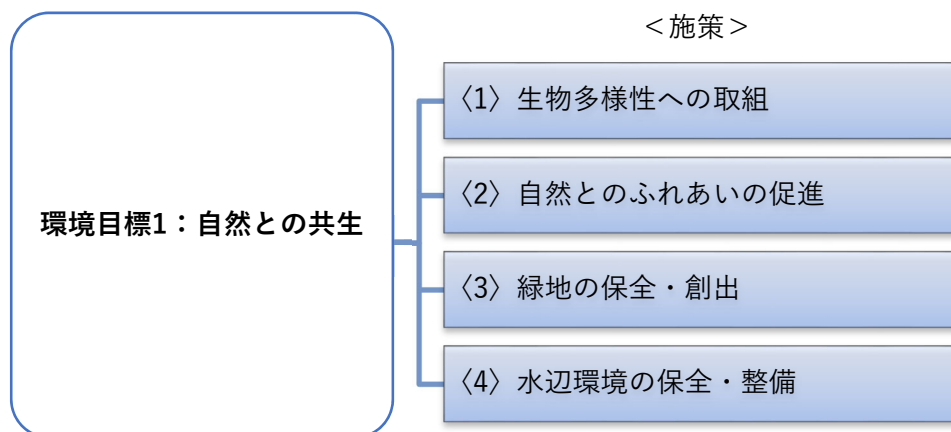 ＜施策＞
〈1〉生物多様性への取組
〈2〉自然とのふれあいの促進
環境目標1：自然との共生
〈3〉緑地の保全・創出
〈4〉水辺環境の保全・整備